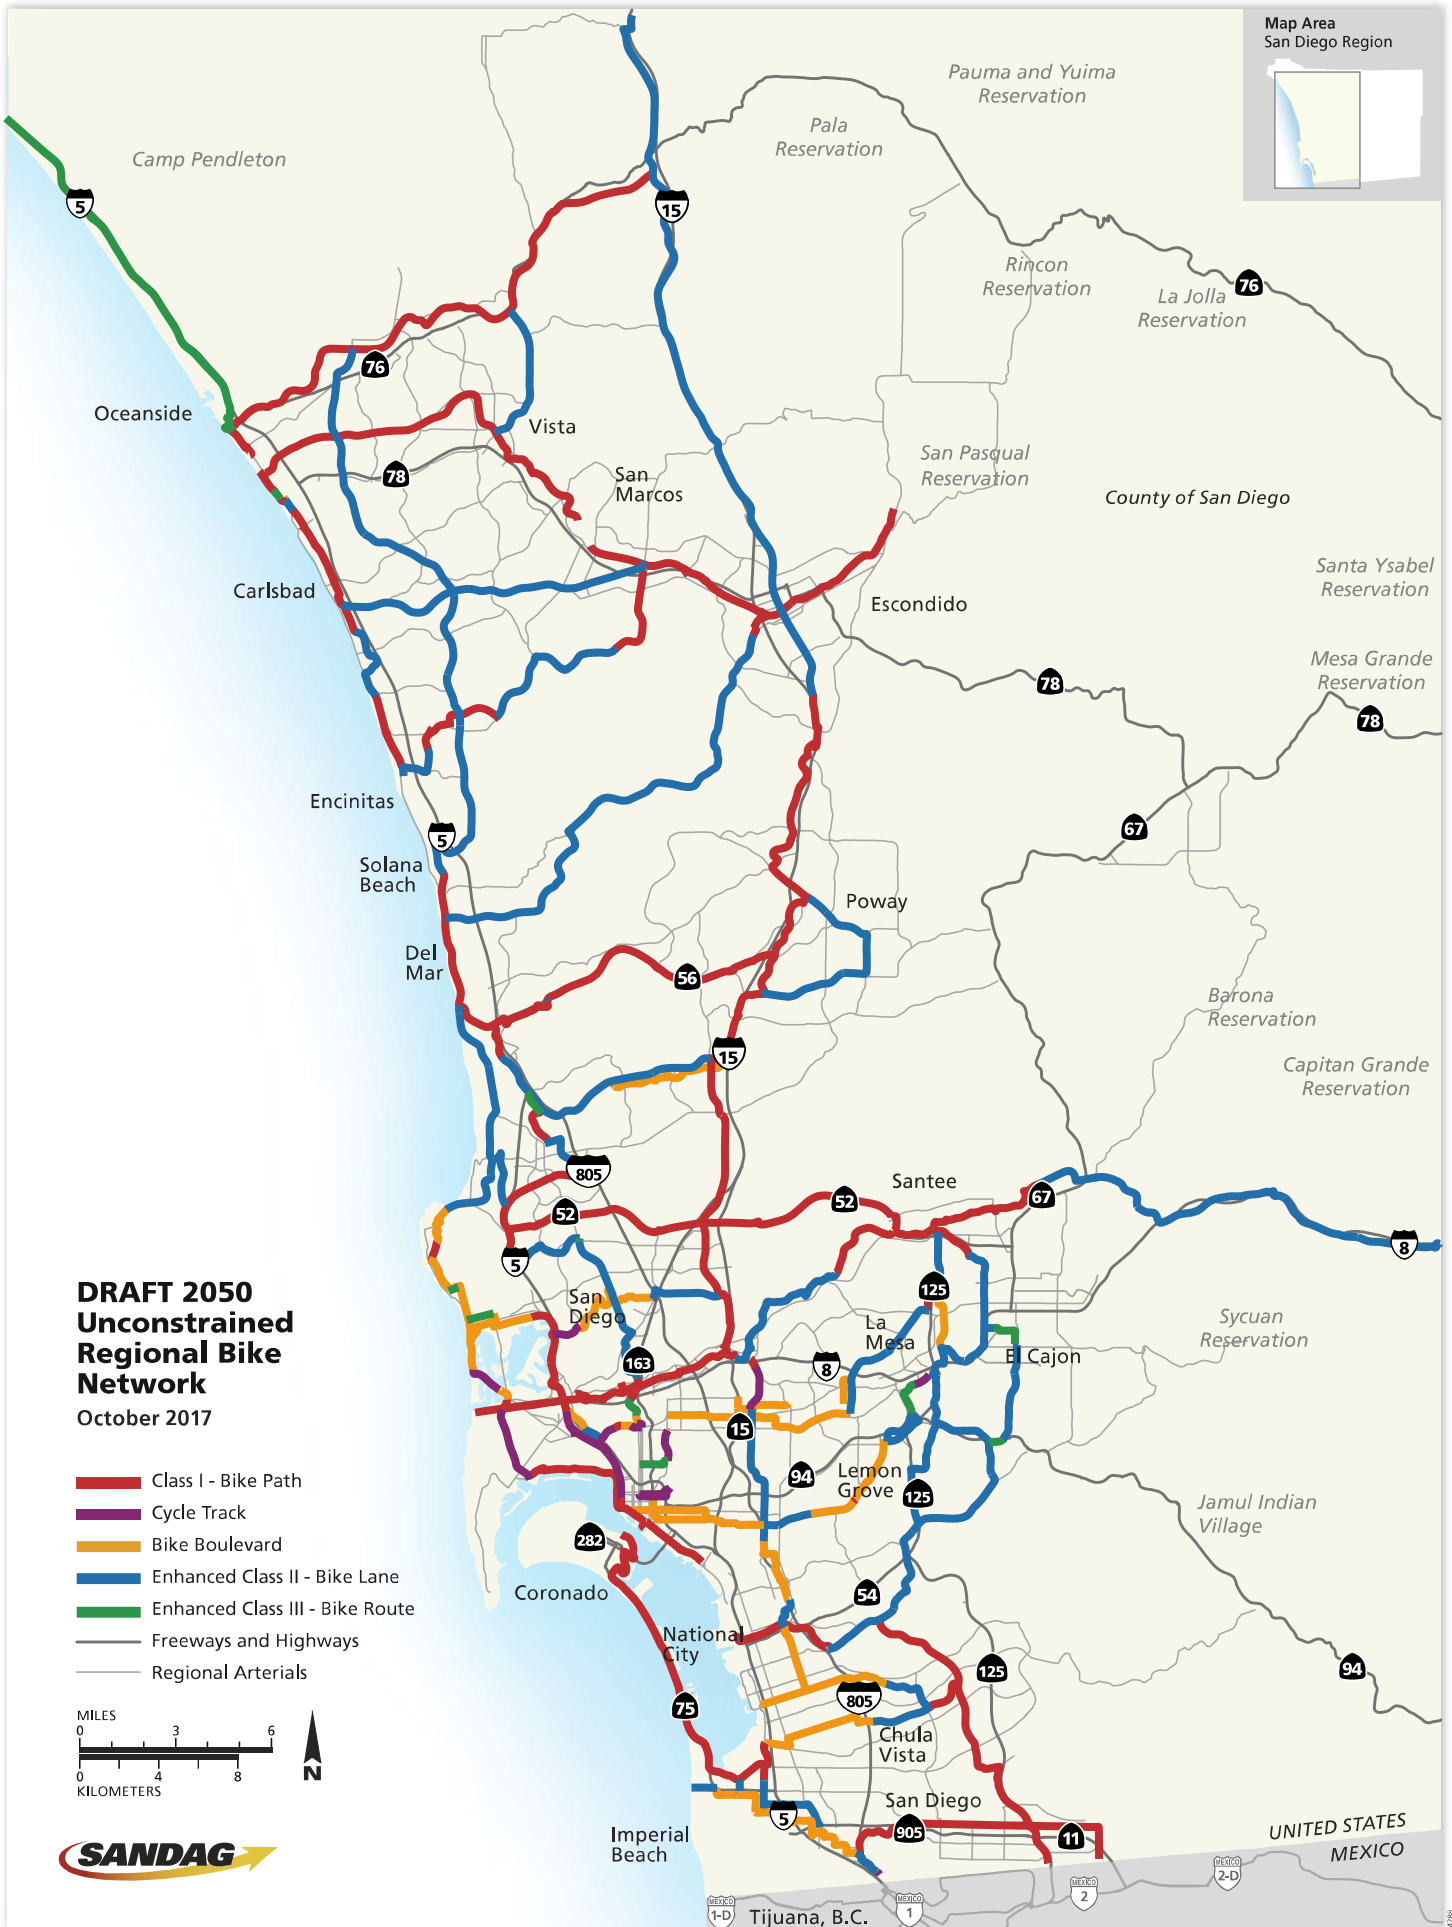 Map Area
San Diego Region
Pauma and Yuima
Reservation
Pala
Reservation
Camp Pendleton
5
15
Rincon
Reservation
76
La Jolla
Reservation
76
Oceanside
Vista
San Pasqual
Reservation
78
San
Marcos
County of San Diego
Santa Ysabel
Reservation
Carlsbad
Escondido
Mesa Grande
Reservation
78
78
Encinitas
5
67
Solana
Beach
Poway
Del
Mar
56
Barona
Reservation
15
Capitan Grande
Reservation
805
Santee
52
67
52
5
8
125
San
Diego
La
Mesa
Sycuan
Reservation
163
8
El Cajon
15
94
Lemon
Grove
125
Jamul Indian
Village
282
Coronado
54
National
City
125
94
805
75
Chula
Vista
San Diego
5
905
11
Imperial
Beach
UNITED STATES
MEXICO
MEXICO
1-D
Tijuana, B.C.
MEXICO
1
MEXICO
2
MEXICO
2-D
DRAFT 2050
Unconstrained
Regional Bike
Network
October 2017
Class I - Bike Path
Cycle Track
Bike Boulevard
Enhanced Class II - Bike Lane
Enhanced Class III - Bike Route
Freeways and Highways
Regional Arterials
MILES
0 3 6
0 4 8
KILOMETERS
N
SANDAG